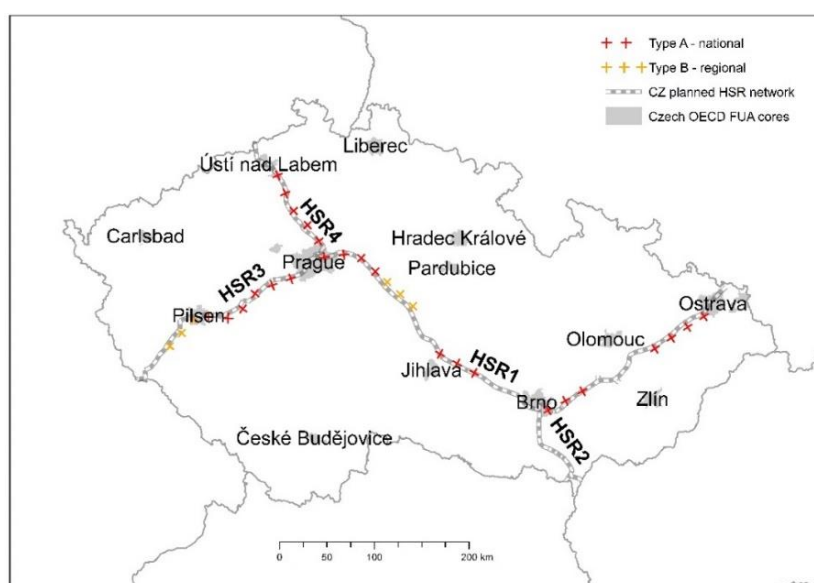 Type A - national
Type B - regional
CZ planned HSR network
Czech OECD FUA cores
Liberec
Ústí nad Labem
HSR4
Carlsbad
Hradec Králové
Prague
Pardubice
HSR3
Pilsen
Ostrava
Olomouc
Jihlava
HSR1
Brno
Zlín
HSR2
České Budějovice
0 50 100 200 km